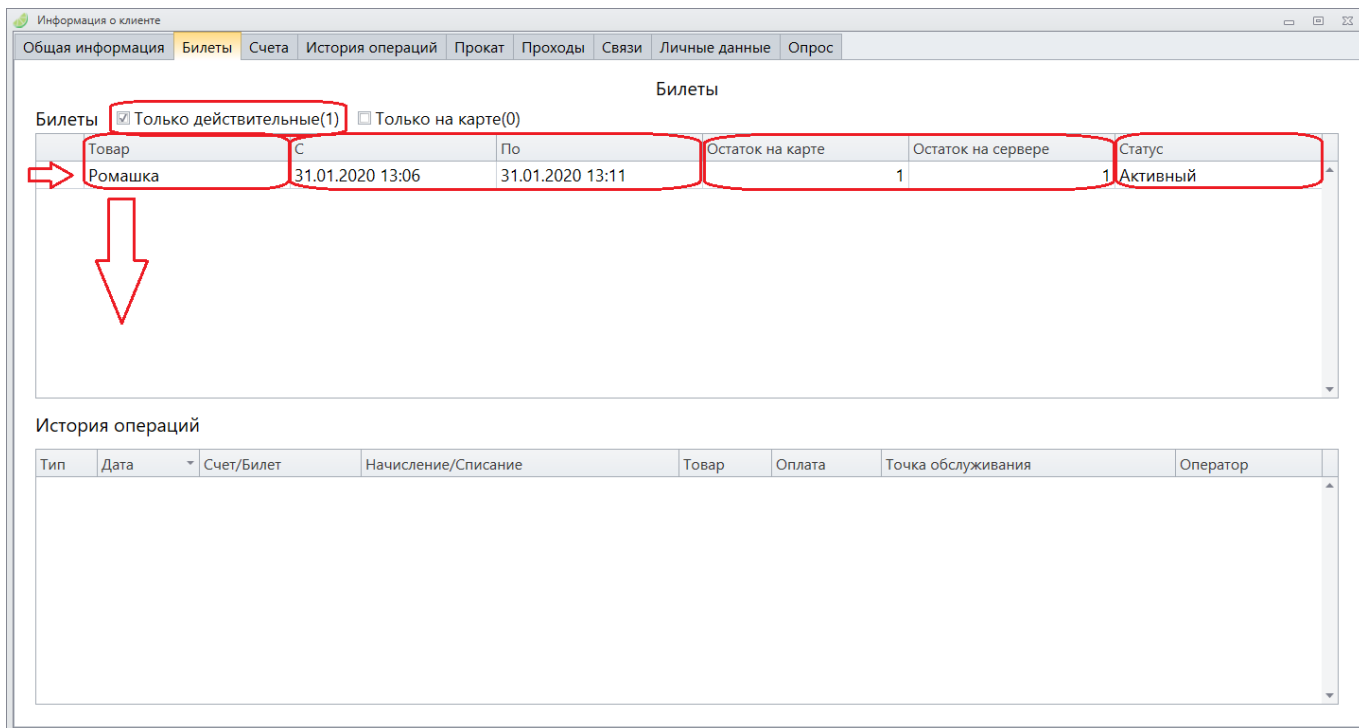 Информация о клиенте
Общая информация Билеты Счета История операций Прокат Проходы Связи Личные данные Опрос
Билеты
Билеты Только действительные(1) Только на карте(0)
Товар С По Остаток на карте Остаток на сервере Статус
Ромашка 31.01.2020 13:06 31.01.2020 13:11 1 1 Активный
История операций
Тип Дата Счет/Билет Начисление/Списание Товар Оплата Точка обслуживания Оператор